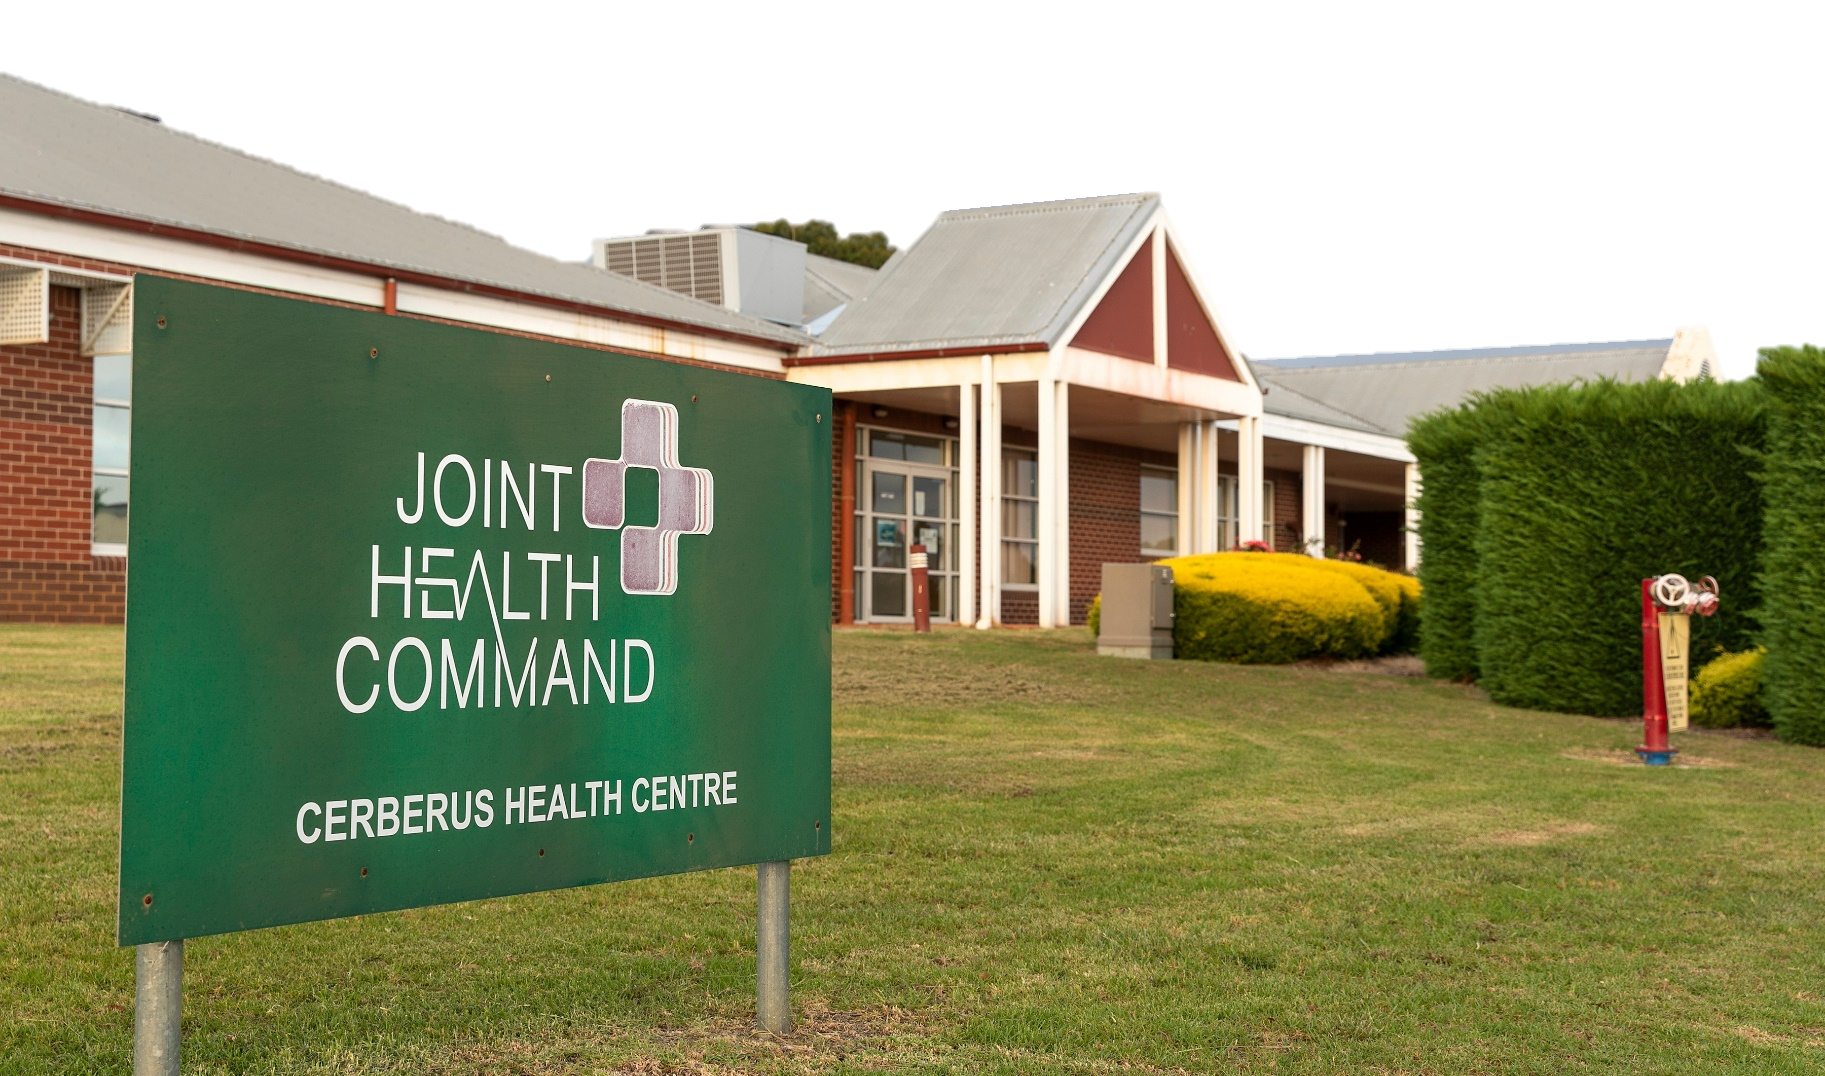 JOINT
HEALTH
COMMAND
CERBERUS HEALTH CENTRE